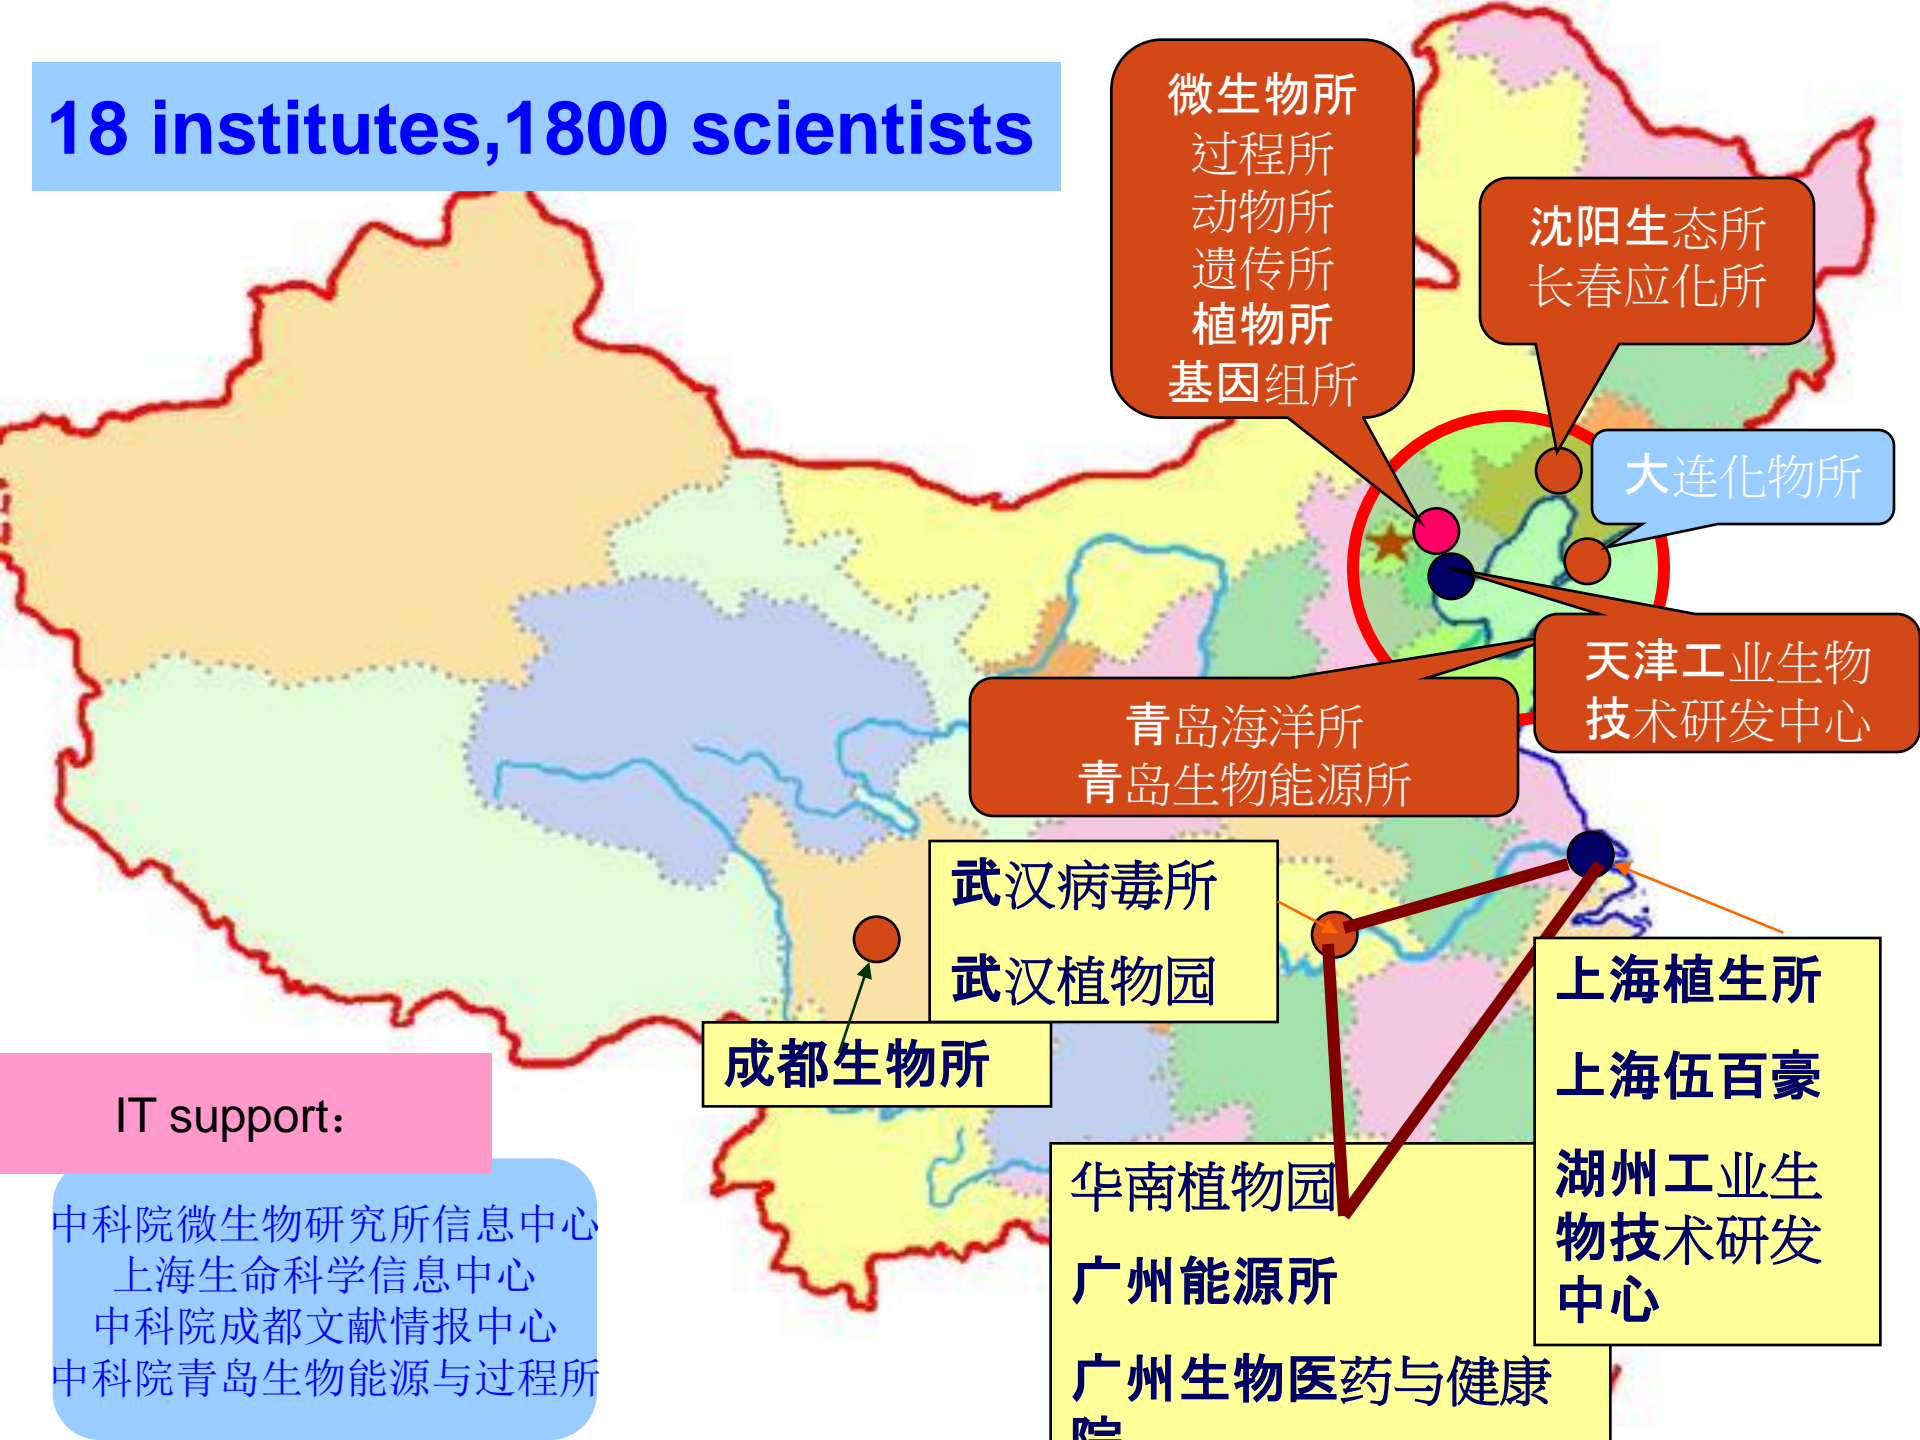 18 institutes,1800 scientists
微生物所
过程所
动物所
遗传所
植物所
基因组所
沈阳生态所
长春应化所
大连化物所
天津工业生物
技术研发中心
青岛海洋所
青岛生物能源所
武汉病毒所
武汉植物园
成都生物所
上海植生所
上海伍百豪
湖州工业生
物技术研发
中心
华南植物园
广州能源所
广州生物医药与健康
院
IT support：
中科院微生物研究所信息中心
上海生命科学信息中心
中科院成都文献情报中心
中科院青岛生物能源与过程所